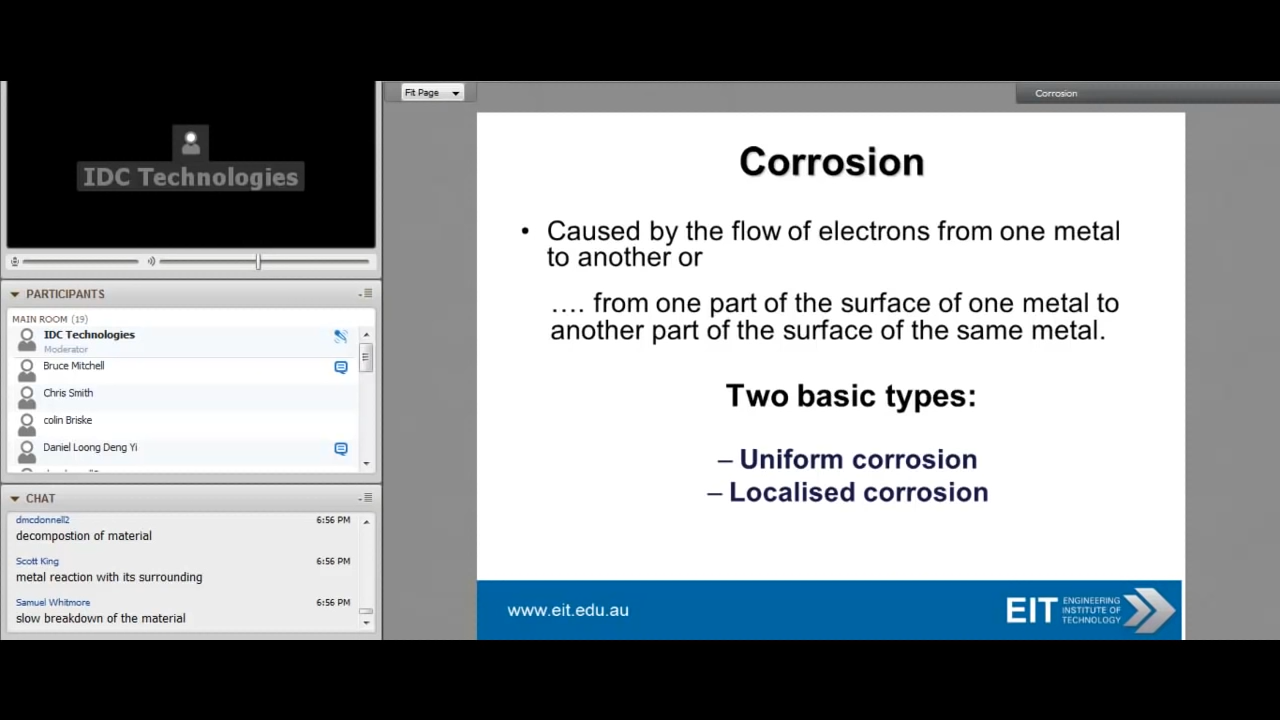 Fit Page
Corrosion
IDC Technologies
PARTICIPANTS
MAIN ROOM (19)
IDC Technologies
Moderator
Bruce Mitchell
Chris Smith
colin Briske
Daniel Loong Deng Yi
CHAT
dmcdonnell2 6:56 PM
decompostion of material
Scott King 6:56 PM
metal reaction with its surrounding
Samuel Whitmore 6:56 PM
slow breakdown of the material
Corrosion
• Caused by the flow of electrons from one metal
to another or
…. from one part of the surface of one metal to
another part of the surface of the same metal.
Two basic types:
– Uniform corrosion
– Localised corrosion
www.eit.edu.au
EIT
ENGINEERING
INSTITUTE OF
TECHNOLOGY